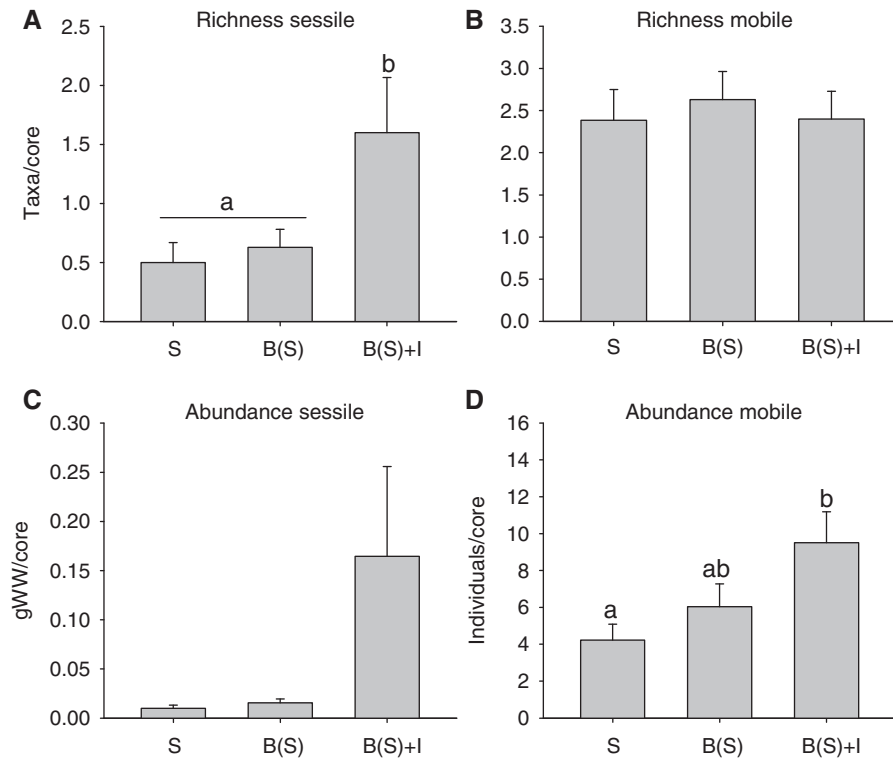 A
Richness sessile
2.5
2.0
1.5
1.0
0.5
0.0
Taxa/core
a
b
S
B(S)
B(S)+I
B
Richness mobile
3.5
3.0
2.5
2.0
1.5
1.0
0.5
0.0
S
B(S)
B(S)+I
C
Abundance sessile
0.30
0.25
0.20
0.15
0.10
0.05
0.00
gWW/core
S
B(S)
B(S)+I
D
Abundance mobile
16
14
12
10
8
6
4
2
0
Individuals/core
a
ab
b
S
B(S)
B(S)+I